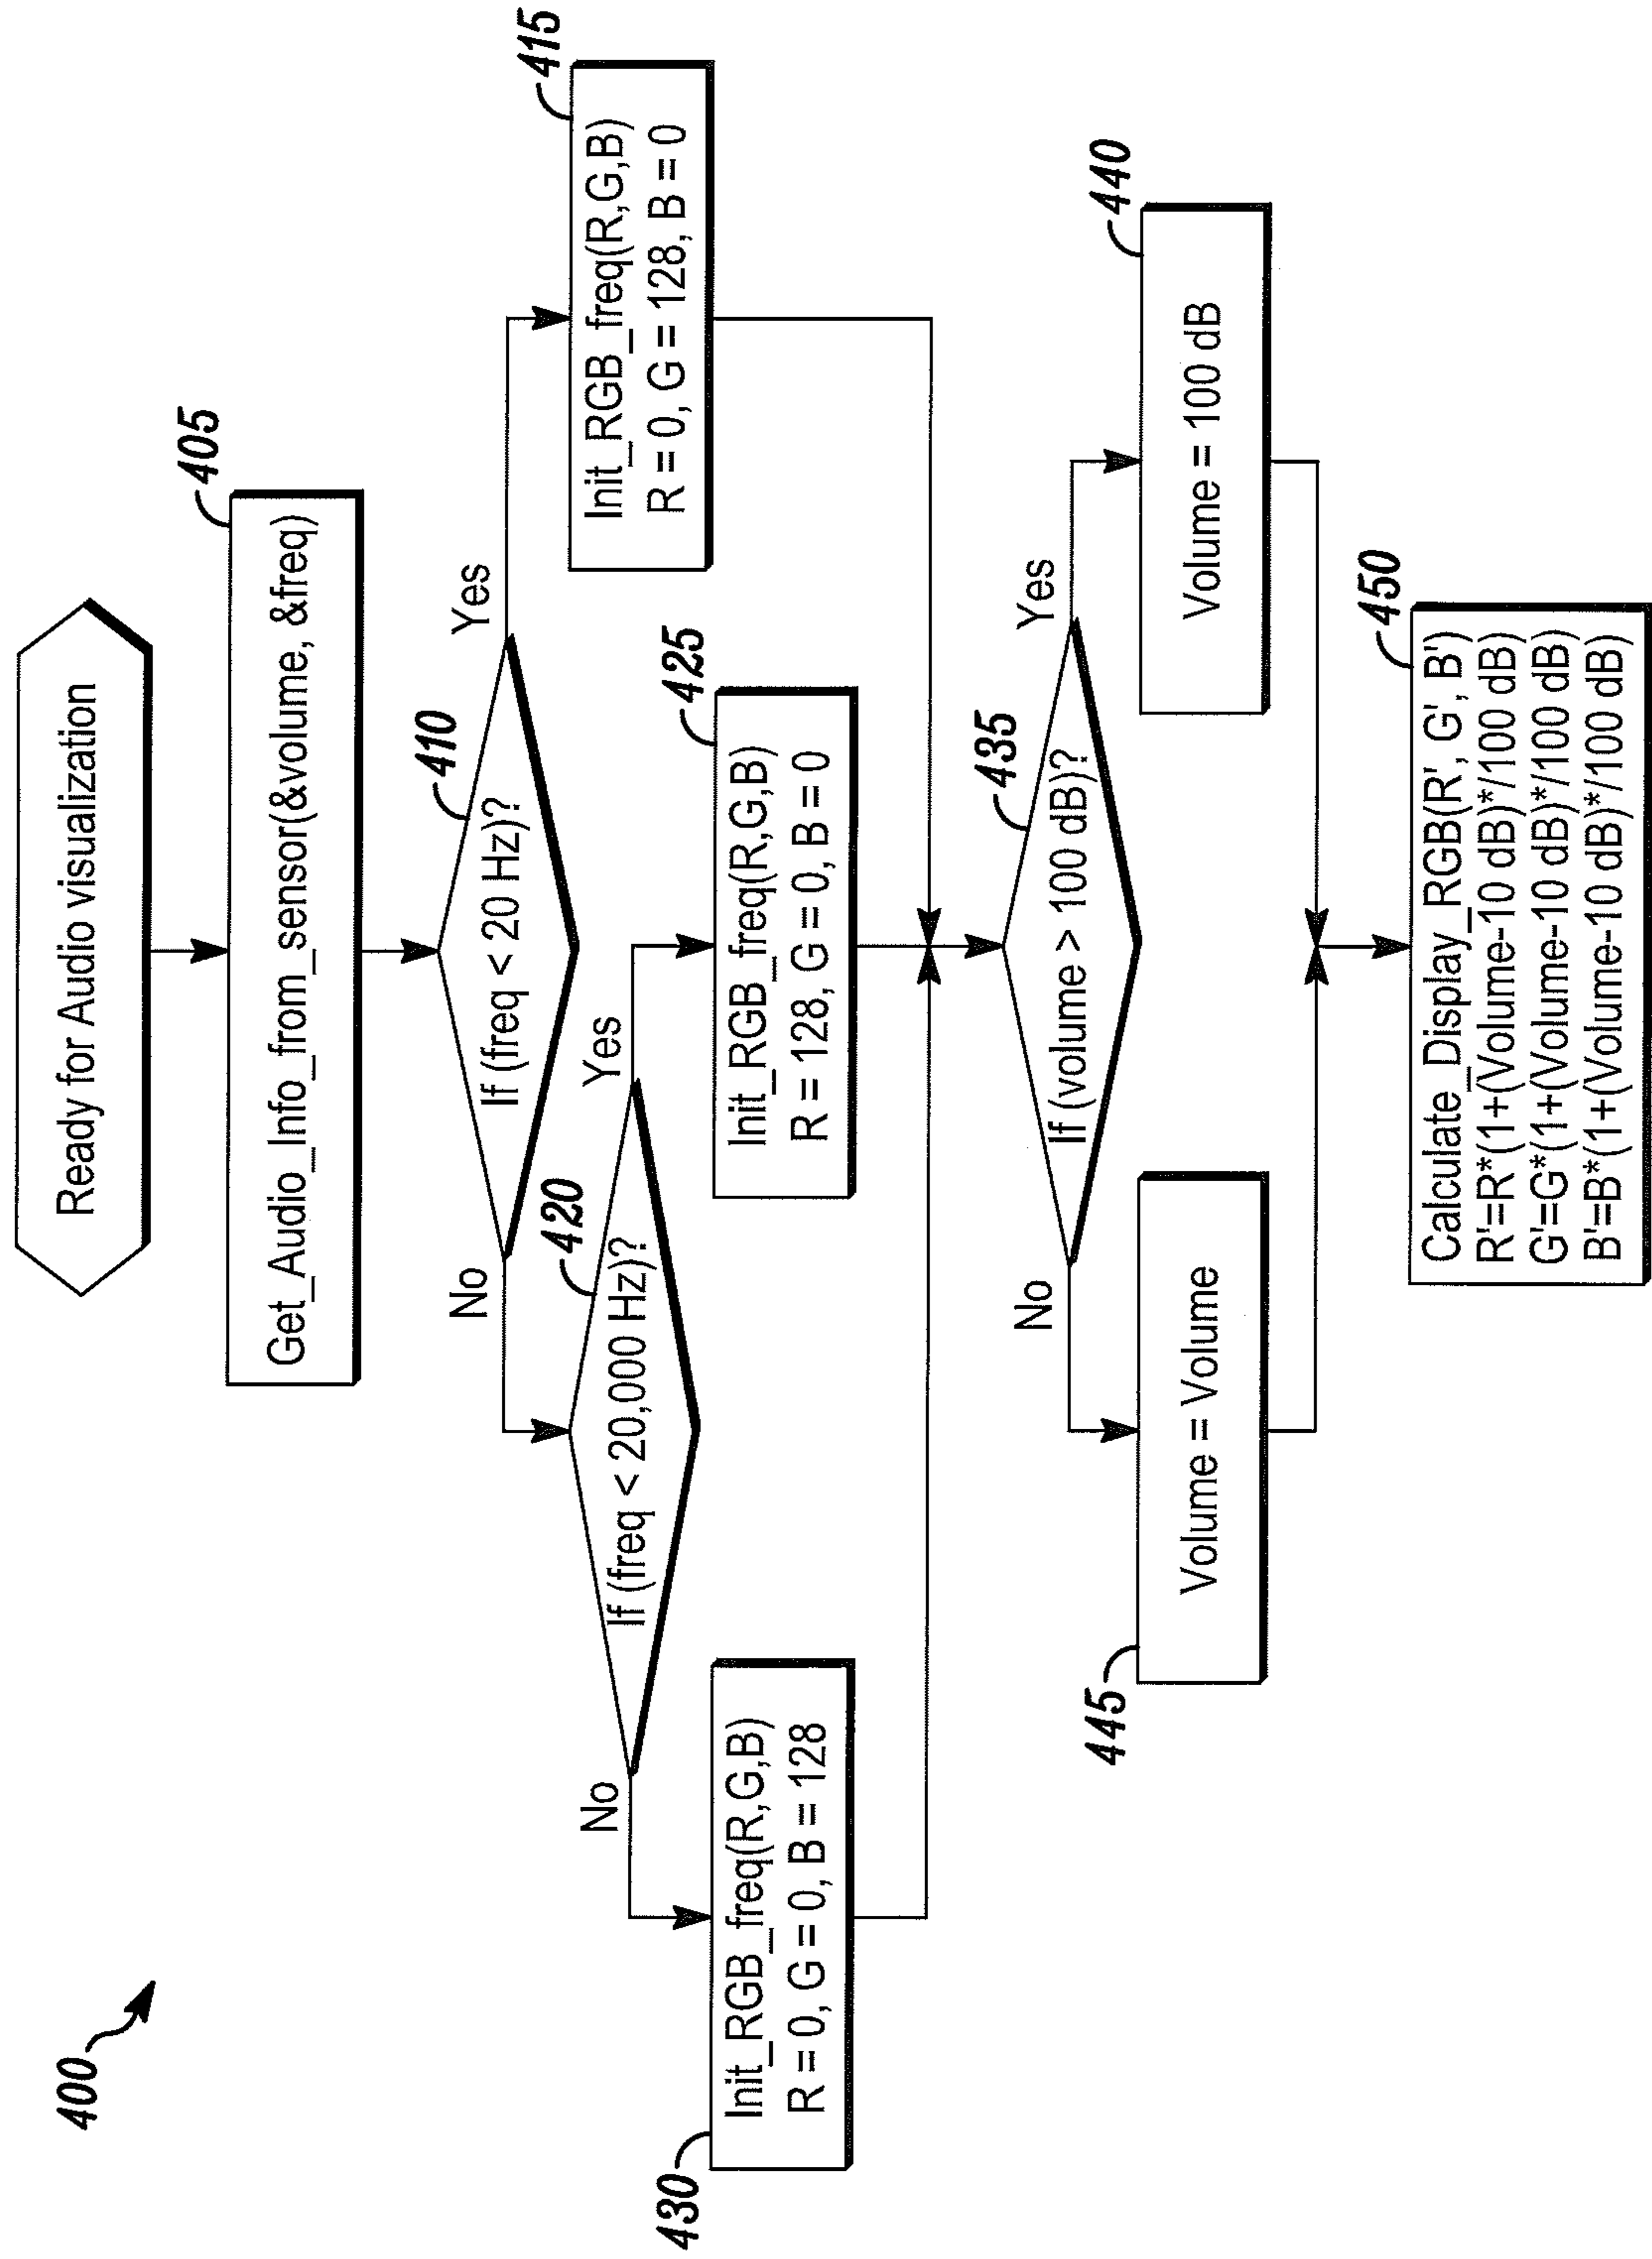 400
Ready for Audio visualization
405
Get_Audio_Info_from_sensor(&volume, &freq)
410
If (freq < 20 Hz)?
No
Yes
415
Init_RGB_freq(R,G,B)
R = 0, G = 128, B = 0
420
If (freq < 20,000 Hz)?
No
Yes
425
Init_RGB_freq(R,G,B)
R = 128, G = 0, B = 0
430
Init_RGB_freq(R,G,B)
R = 0, G = 0, B = 128
435
If (volume > 100 dB)?
No
Yes
440
Volume = 100 dB
445
Volume = Volume
450
Calculate_Display_RGB(R', G', B')
R'=R*(1+(Volume-10 dB)*/100 dB)
G'=G*(1+(Volume-10 dB)*/100 dB)
B'=B*(1+(Volume-10 dB)*/100 dB)